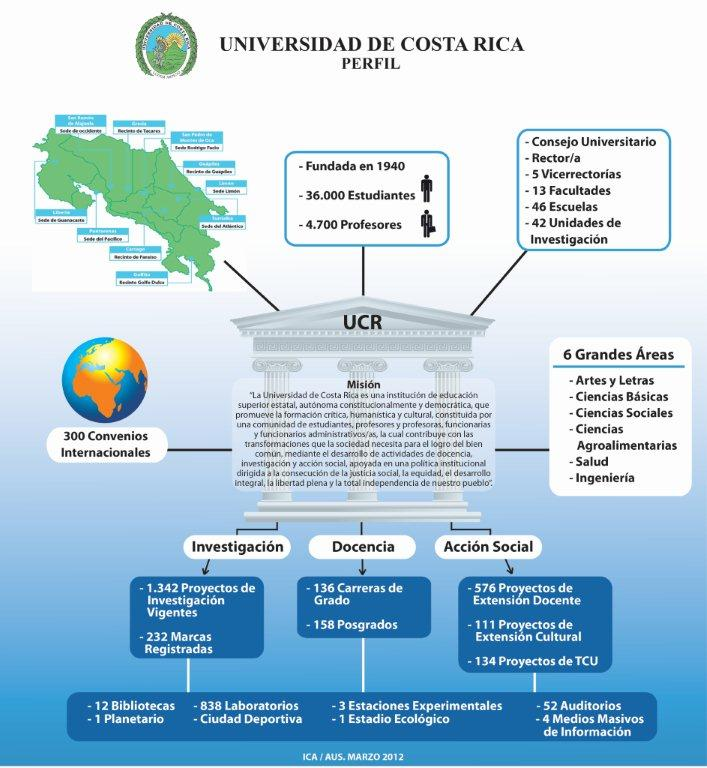 UNIVERSIDAD DE COSTA RICA
PERFIL
San Ramón
de Alajuela
Sede de occidente
Grecia
Recinto de Tacares
San Pedro de
Montes de Oca
Sede Rodrigo Facio
Guápiles
Recinto de Guápiles
Limón
Sede Limón
Turrialba
Sede del Atlántico
Liberia
Sede de Guanacaste
Puntarenas
Sede del Pacífico
Cartago
Recinto de Paraíso
Golfito
Recinto Golfo Dulce
- Fundada en 1940
- 36.000 Estudiantes
- 4.700 Profesores
- Consejo Universitario
- Rector/a
- 5 Vicerrectorías
- 13 Facultades
- 46 Escuelas
- 42 Unidades de
Investigación
UCR
300 Convenios
Internacionales
Misión
"La Universidad de Costa Rica es una institución de educación
superior estatal, autónoma constitucionalmente y democrática, que
promueve la formación crítica, humanística y cultural, constituida por
una comunidad de estudiantes, profesores y profesoras, funcionarias
y funcionarios administrativos/as, la cual contribuye con las
transformaciones que la sociedad necesita para el logro del bien
común, mediante el desarrollo de actividades de docencia,
investigación y acción social, apoyada en una política institucional
dirigida a la consecución de la justicia social, la equidad, el desarrollo
integral, la libertad plena y la total independencia de nuestro pueblo".
6 Grandes Áreas
- Artes y Letras
- Ciencias Básicas
- Ciencias Sociales
- Ciencias
Agroalimentarias
- Salud
- Ingeniería
Investigación
Docencia
Acción Social
- 1.342 Proyectos de
Investigación
Vigentes
- 232 Marcas
Registradas
- 136 Carreras de
Grado
- 158 Posgrados
- 576 Proyectos de
Extensión Docente
- 111 Proyectos de
Extensión Cultural
- 134 Proyectos de TCU
- 12 Bibliotecas
- 1 Planetario
- 838 Laboratorios
- Ciudad Deportiva
- 3 Estaciones Experimentales
- 1 Estadio Ecológico
- 52 Auditorios
- 4 Medios Masivos
de Información
ICA / AUS. MARZO 2012